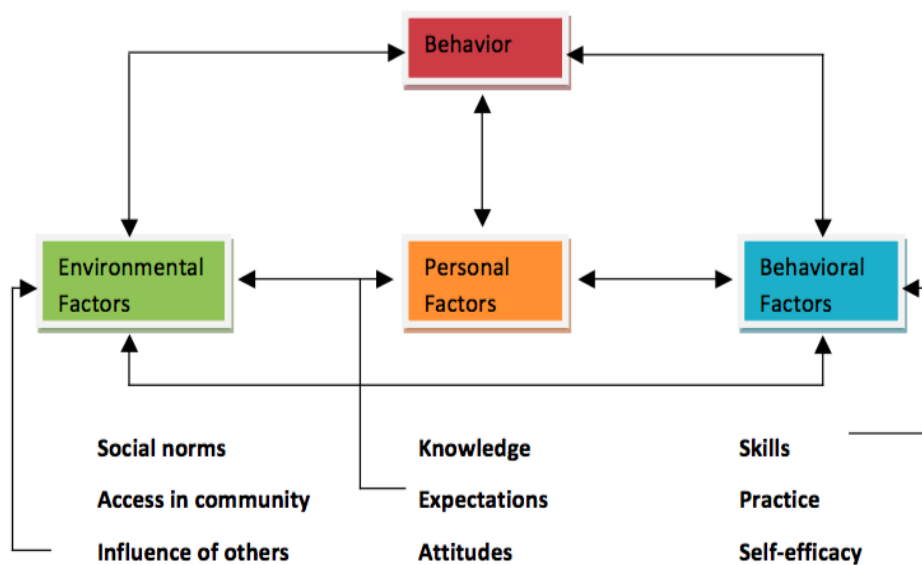 Behavior
Environmental
Factors
Personal
Factors
Behavioral
Factors
Social norms
Knowledge
Skills
Access in community
Expectations
Practice
Influence of others
Attitudes
Self-efficacy